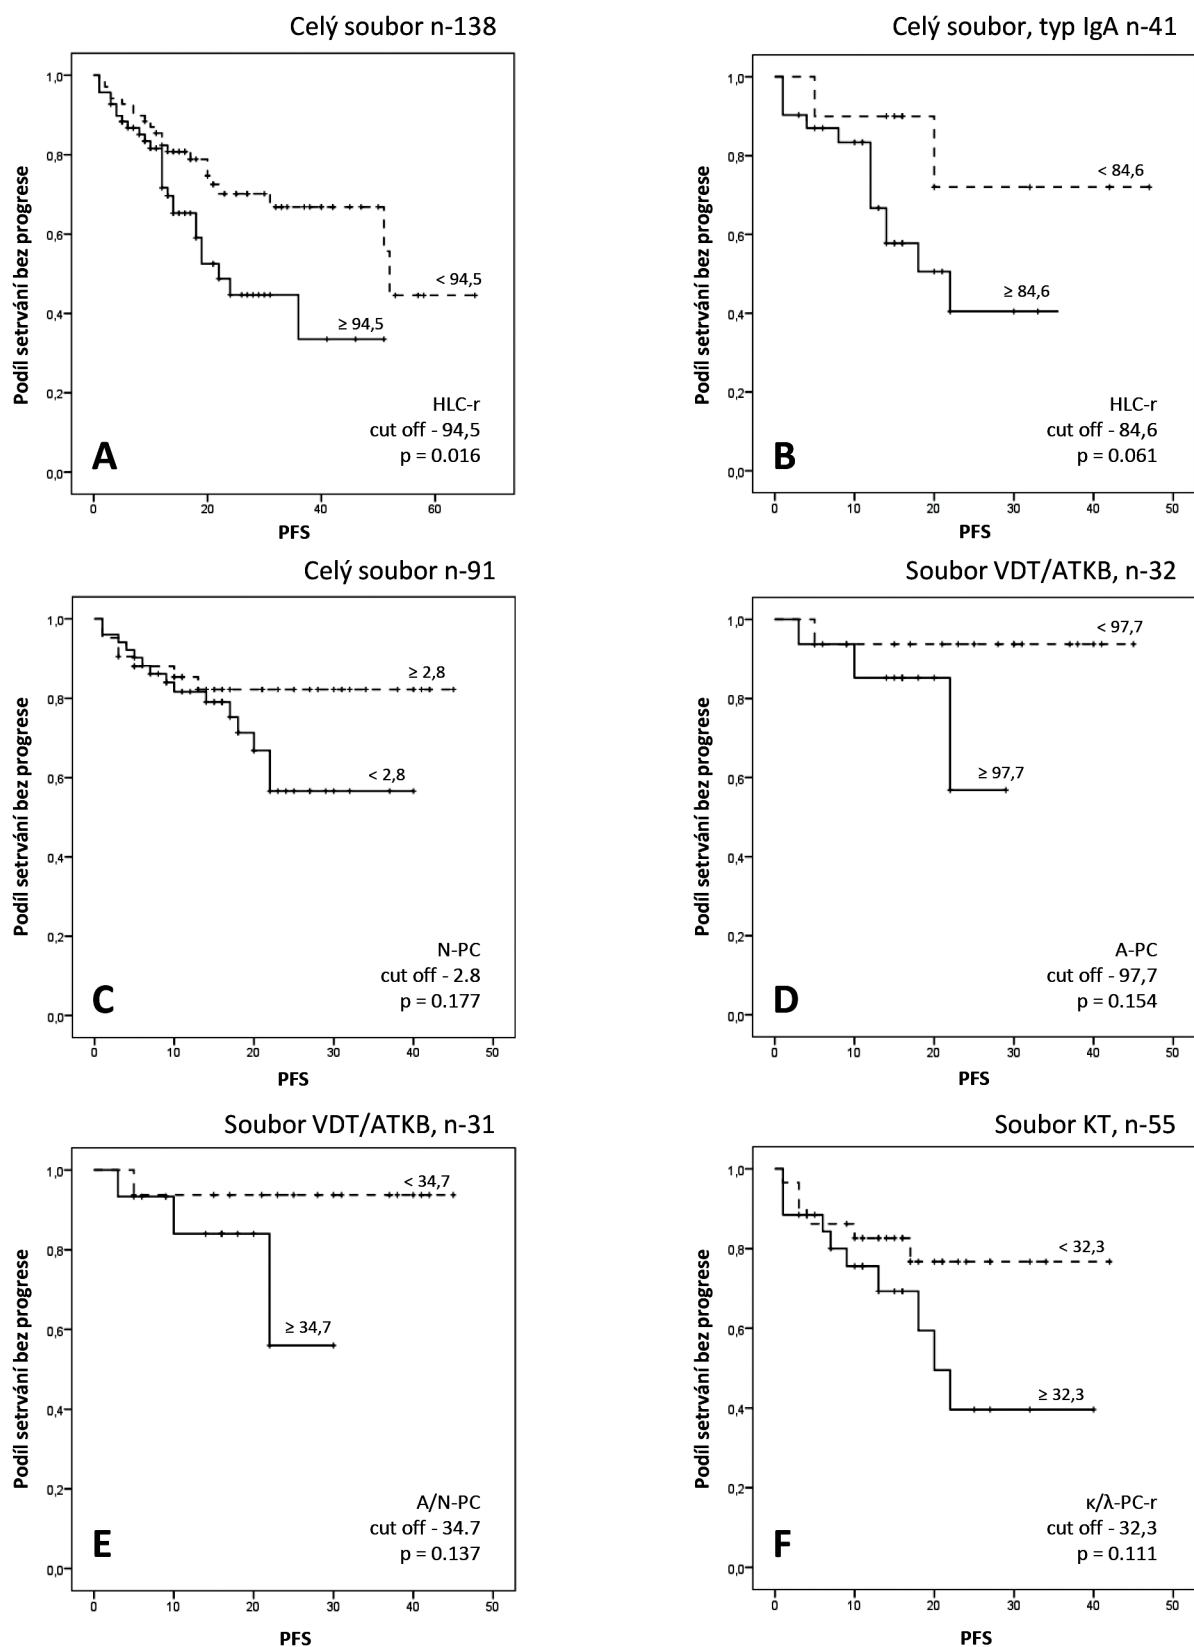 Celý soubor n-138
Podíl setrvání bez progrese
1,0
0,8
0,6
0,4
0,2
0,0
< 94,5
≥ 94,5
HLC-r
cut off - 94,5
p = 0.016
A
0 20 40 60
PFS
Celý soubor, typ IgA n-41
Podíl setrvání bez progrese
1,0
0,8
0,6
0,4
0,2
0,0
< 84,6
≥ 84,6
HLC-r
cut off - 84,6
p = 0.061
B
0 10 20 30 40 50
PFS
Celý soubor n-91
Podíl setrvání bez progrese
1,0
0,8
0,6
0,4
0,2
0,0
≥ 2,8
< 2,8
N-PC
cut off - 2.8
p = 0.177
C
0 10 20 30 40 50
PFS
Soubor VDT/ATKB, n-32
Podíl setrvání bez progrese
1,0
0,8
0,6
0,4
0,2
0,0
< 97,7
≥ 97,7
A-PC
cut off - 97,7
p = 0.154
D
0 10 20 30 40 50
PFS
Soubor VDT/ATKB, n-31
Podíl setrvání bez progrese
1,0
0,8
0,6
0,4
0,2
0,0
< 34,7
≥ 34,7
A/N-PC
cut off - 34.7
p = 0.137
E
0 10 20 30 40 50
PFS
Soubor KT, n-55
Podíl setrvání bez progrese
1,0
0,8
0,6
0,4
0,2
0,0
< 32,3
≥ 32,3
κ/λ-PC-r
cut off - 32,3
p = 0.111
F
0 10 20 30 40 50
PFS